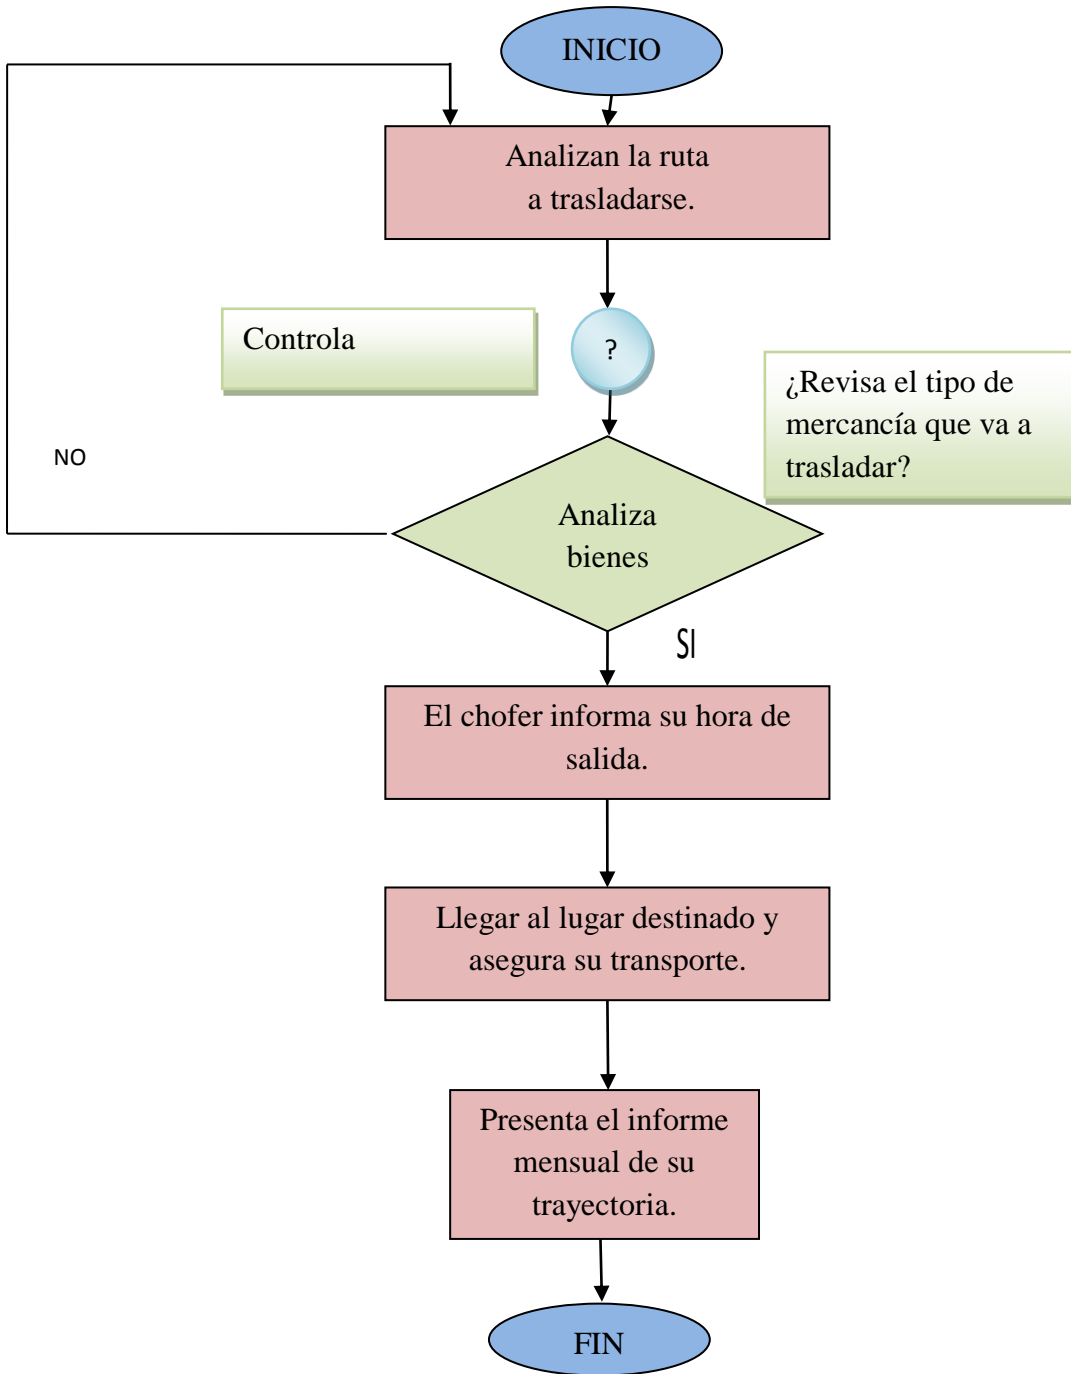 INICIO
Analizan la ruta
a trasladarse.
Controla
?
¿Revisa el tipo de
mercancía que va a
trasladar?
NO
Analiza
bienes
SI
El chofer informa su hora de
salida.
Llegar al lugar destinado y
asegura su transporte.
Presenta el informe
mensual de su
trayectoria.
FIN